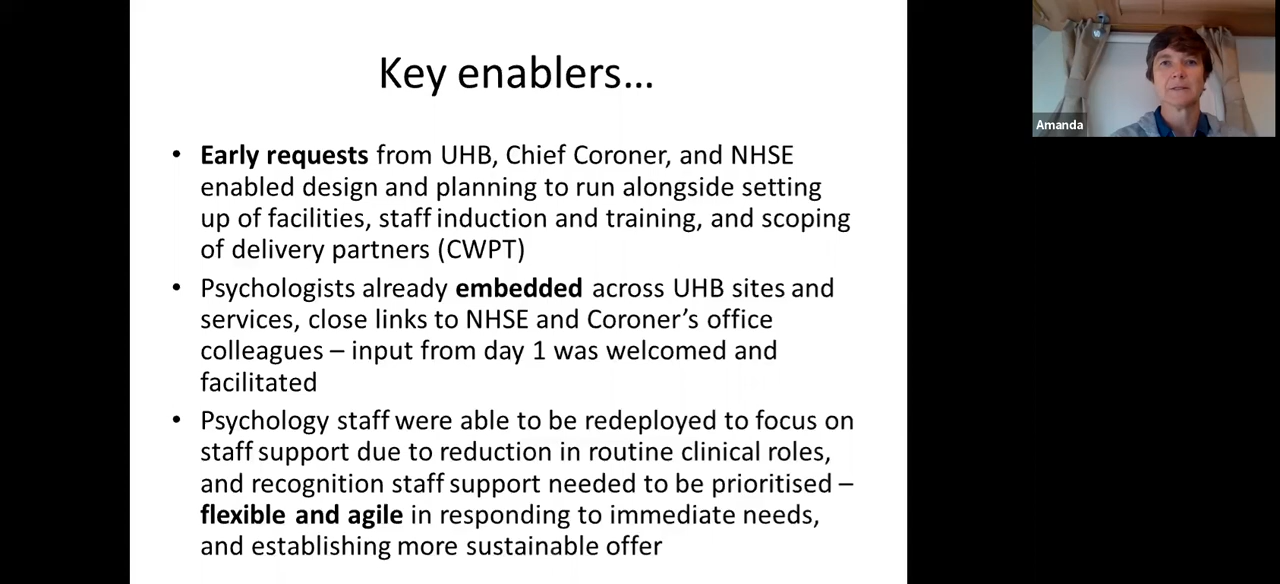 Key enablers...
• Early requests from UHB, Chief Coroner, and NHSE
enabled design and planning to run alongside setting
up of facilities, staff induction and training, and scoping
of delivery partners (CWPT)
• Psychologists already embedded across UHB sites and
services, close links to NHSE and Coroner’s office
colleagues – input from day 1 was welcomed and
facilitated
• Psychology staff were able to be redeployed to focus on
staff support due to reduction in routine clinical roles,
and recognition staff support needed to be prioritised –
flexible and agile in responding to immediate needs,
and establishing more sustainable offer
Amanda